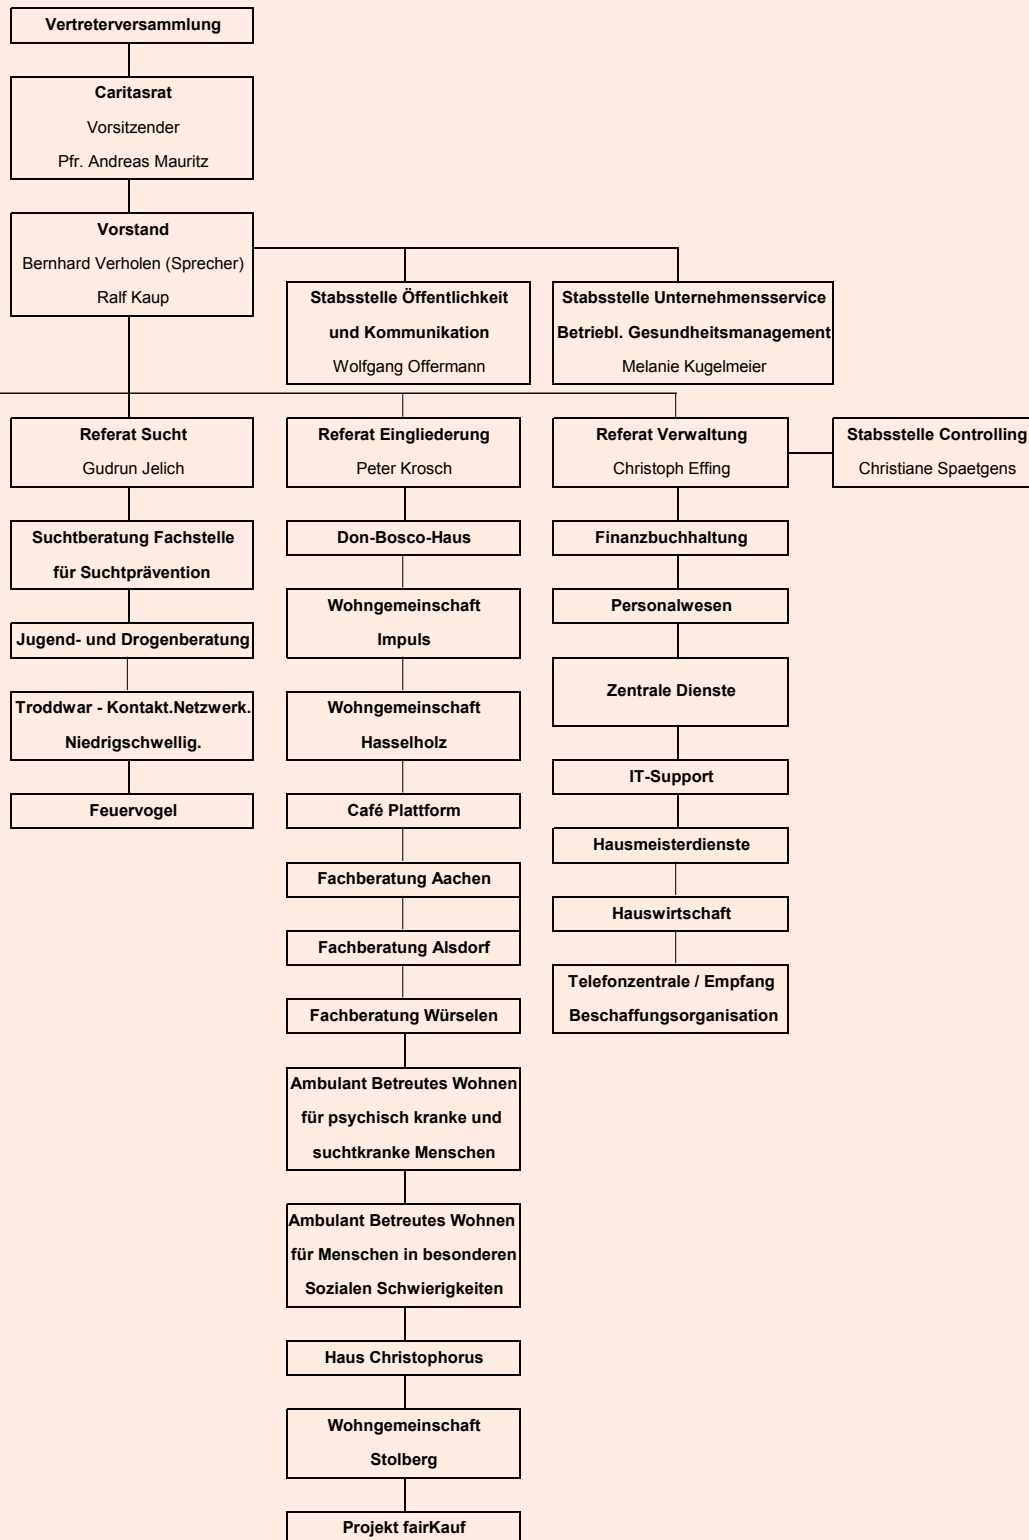 Vertreterversammlung
Caritasrat
Vorsitzender
Pfr. Andreas Mauritz
Vorstand
Bernhard Verholen (Sprecher)
Ralf Kaup
Stabsstelle Öffentlichkeit
und Kommunikation
Wolfgang Offermann
Stabsstelle Unternehmensservice
Betriebl. Gesundheitsmanagement
Melanie Kugelmeier
Referat Sucht
Gudrun Jelich
Suchtberatung Fachstelle
für Suchtprävention
Jugend- und Drogenberatung
Troddwar - Kontakt.Netzwerk.
Niedrigschwellig.
Feuervogel
Referat Eingliederung
Peter Krosch
Don-Bosco-Haus
Wohngemeinschaft
Impuls
Wohngemeinschaft
Hasselholz
Café Plattform
Fachberatung Aachen
Fachberatung Alsdorf
Fachberatung Würselen
Ambulant Betreutes Wohnen
für psychisch kranke und
suchtkranke Menschen
Ambulant Betreutes Wohnen
für Menschen in besonderen
Sozialen Schwierigkeiten
Haus Christophorus
Wohngemeinschaft
Stolberg
Projekt fairKauf
Referat Verwaltung
Christoph Effing
Finanzbuchhaltung
Personalwesen
Zentrale Dienste
IT-Support
Hausmeisterdienste
Hauswirtschaft
Telefonzentrale / Empfang
Beschaffungsorganisation
Stabsstelle Controlling
Christiane Spaetgens